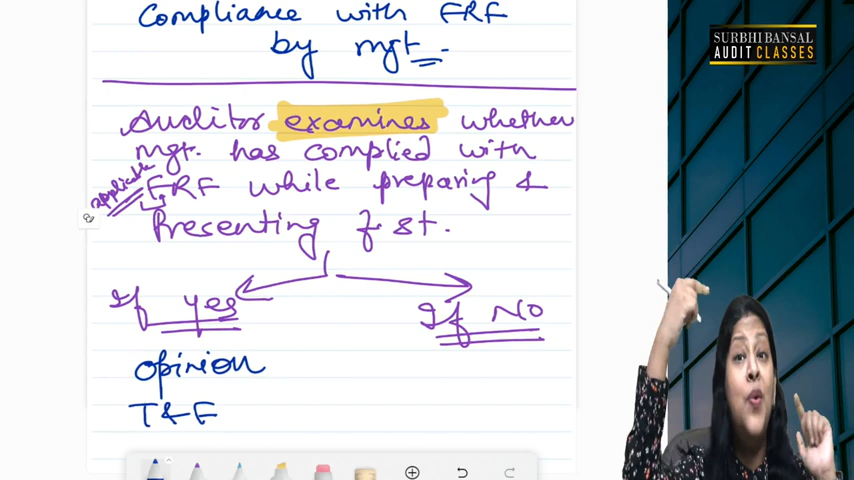 Compliance with FRF
by mgt.
SURBHI BANSAL
AUDIT CLASSES
Auditor examines whether
mgt. has complied with
applicable
FRF while preparing &
Presenting f st.
If yes
If No
opinion
T & F